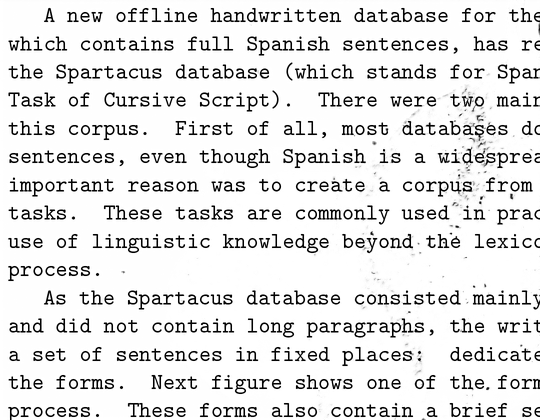 A new offline handwritten database for the
which contains full Spanish sentences, has re
the Spartacus database (which stands for Span
Task of Cursive Script). There were two main
this corpus. First of all, most databases do
sentences, even though Spanish is a widesprea
important reason was to create a corpus from
tasks. These tasks are commonly used in prac
use of linguistic knowledge beyond the lexico
process.
As the Spartacus database consisted mainly
and did not contain long paragraphs, the writ
a set of sentences in fixed places: dedicate
the forms. Next figure shows one of the form
process. These forms also contain a brief se